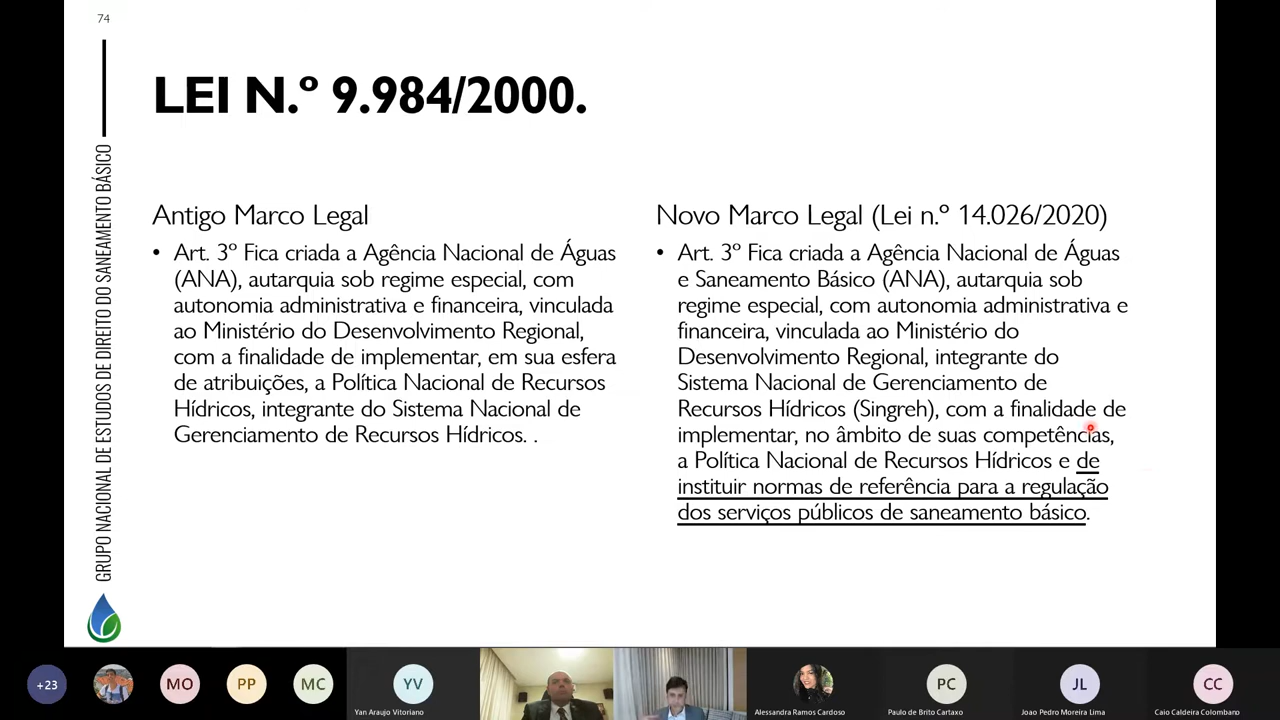 74
LEI N.º 9.984/2000.
GRUPO NACIONAL DE ESTUDOS DE DIREITO DO SANEAMENTO BÁSICO
Antigo Marco Legal
• Art. 3º Fica criada a Agência Nacional de Águas
(ANA), autarquia sob regime especial, com
autonomia administrativa e financeira, vinculada
ao Ministério do Desenvolvimento Regional,
com a finalidade de implementar, em sua esfera
de atribuições, a Política Nacional de Recursos
Hídricos, integrante do Sistema Nacional de
Gerenciamento de Recursos Hídricos. .
Novo Marco Legal (Lei n.º 14.026/2020)
• Art. 3º Fica criada a Agência Nacional de Águas
e Saneamento Básico (ANA), autarquia sob
regime especial, com autonomia administrativa e
financeira, vinculada ao Ministério do
Desenvolvimento Regional, integrante do
Sistema Nacional de Gerenciamento de
Recursos Hídricos (Singreh), com a finalidade de
implementar, no âmbito de suas competências,
a Política Nacional de Recursos Hídricos e de
instituir normas de referência para a regulação
dos serviços públicos de saneamento básico.
+23
MO
PP
MC
YV
Yan Araujo Vitoriano
Alessandra Ramos Cardoso
PC
Paulo de Brito Cartaxo
JL
Joao Pedro Moreira Lima
CC
Caio Caldeira Colombano